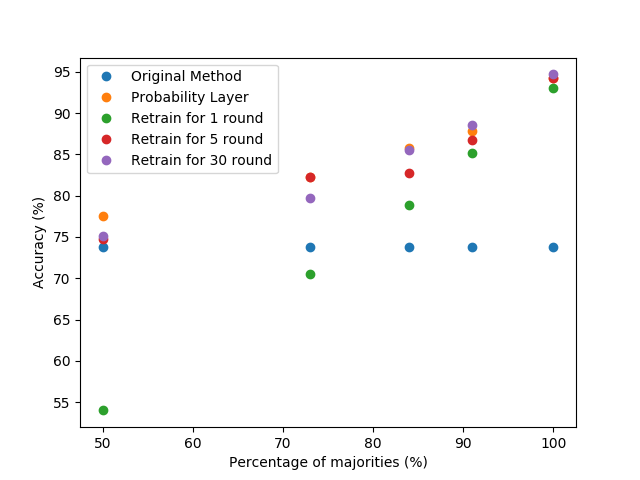 Original Method
Probability Layer
Retrain for 1 round
Retrain for 5 round
Retrain for 30 round
95
90
85
80
75
70
65
60
55
Accuracy (%)
50 60 70 80 90 100
Percentage of majorities (%)